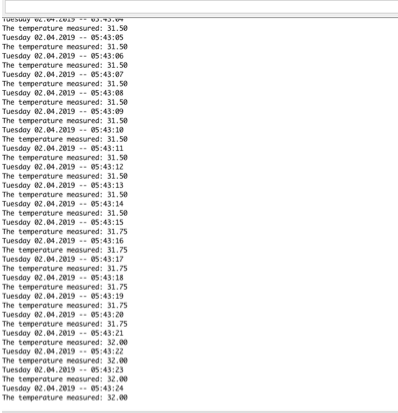 Tuesday 02.04.2019 -- 05:43:04
The temperature measured: 31.50
Tuesday 02.04.2019 -- 05:43:05
The temperature measured: 31.50
Tuesday 02.04.2019 -- 05:43:06
The temperature measured: 31.50
Tuesday 02.04.2019 -- 05:43:07
The temperature measured: 31.50
Tuesday 02.04.2019 -- 05:43:08
The temperature measured: 31.50
Tuesday 02.04.2019 -- 05:43:09
The temperature measured: 31.50
Tuesday 02.04.2019 -- 05:43:10
The temperature measured: 31.50
Tuesday 02.04.2019 -- 05:43:11
The temperature measured: 31.50
Tuesday 02.04.2019 -- 05:43:12
The temperature measured: 31.50
Tuesday 02.04.2019 -- 05:43:13
The temperature measured: 31.50
Tuesday 02.04.2019 -- 05:43:14
The temperature measured: 31.50
Tuesday 02.04.2019 -- 05:43:15
The temperature measured: 31.75
Tuesday 02.04.2019 -- 05:43:16
The temperature measured: 31.75
Tuesday 02.04.2019 -- 05:43:17
The temperature measured: 31.75
Tuesday 02.04.2019 -- 05:43:18
The temperature measured: 31.75
Tuesday 02.04.2019 -- 05:43:19
The temperature measured: 31.75
Tuesday 02.04.2019 -- 05:43:20
The temperature measured: 31.75
Tuesday 02.04.2019 -- 05:43:21
The temperature measured: 32.00
Tuesday 02.04.2019 -- 05:43:22
The temperature measured: 32.00
Tuesday 02.04.2019 -- 05:43:23
The temperature measured: 32.00
Tuesday 02.04.2019 -- 05:43:24
The temperature measured: 32.00